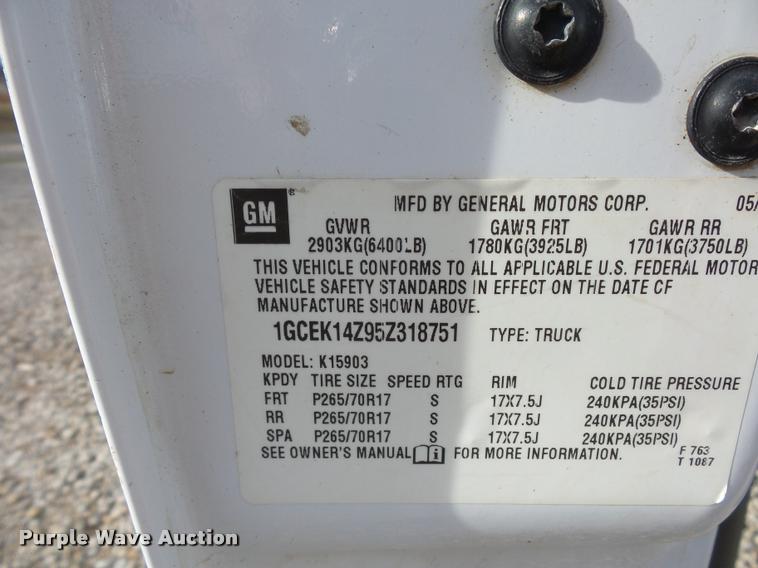 GM ® MFD BY GENERAL MOTORS CORP. 05/
GVWR GAWR FRT GAWR RR
2903KG(6400LB) 1780KG(3925LB) 1701KG(3750LB)
THIS VEHICLE CONFORMS TO ALL APPLICABLE U.S. FEDERAL MOTOR
VEHICLE SAFETY STANDARDS IN EFFECT ON THE DATE OF
MANUFACTURE SHOWN ABOVE.
1GCEK14Z95Z318751 TYPE: TRUCK
MODEL: K15903
KPDY TIRE SIZE SPEED RTG RIM COLD TIRE PRESSURE
FRT P265/70R17 S 17X7.5J 240KPA(35PSI)
RR P265/70R17 S 17X7.5J 240KPA(35PSI)
SPA P265/70R17 S 17X7.5J 240KPA(35PSI)
SEE OWNER'S MANUAL i FOR MORE INFORMATION.
F 763
T 1087
Purple Wave Auction